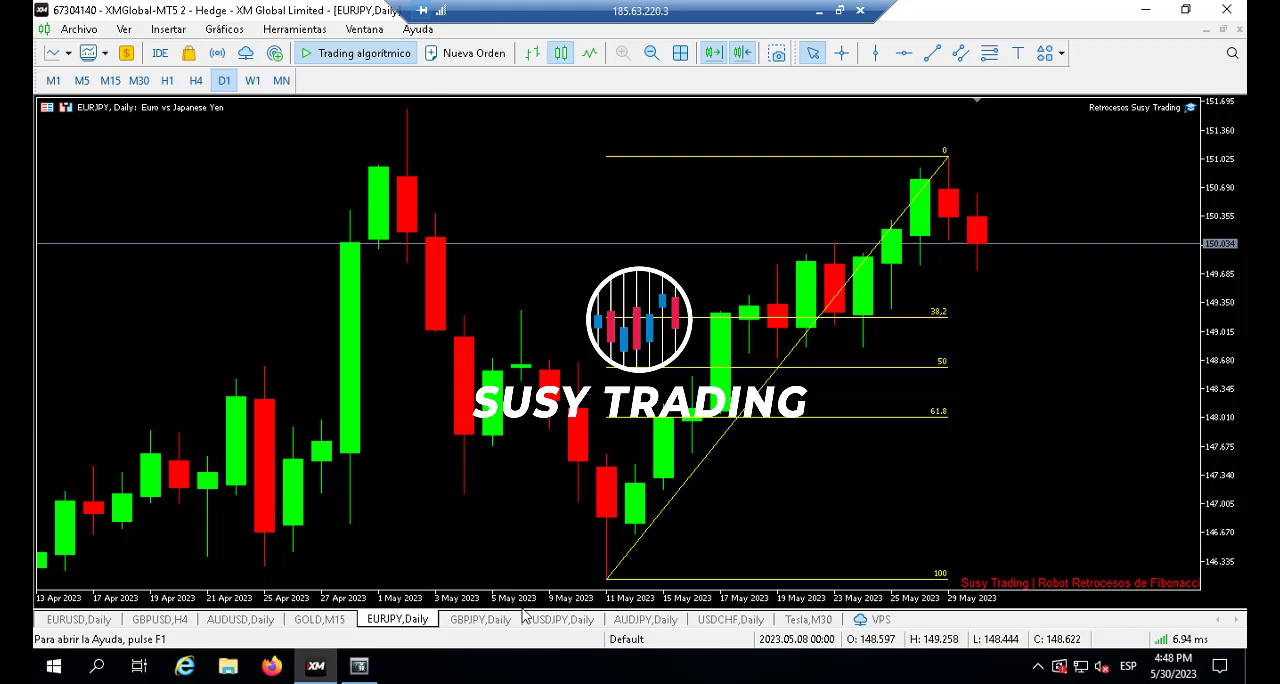 67304140 - XMGlobal-MT5 2 - Hedge - XM Global Limited - [EURJPY,Daily]
185.63.220.3
Archivo Ver Insertar Gráficos Herramientas Ventana Ayuda
IDE Trading algorítmico Nueva Orden
M1 M5 M15 M30 H1 H4 D1 W1 MN
EURJPY, Daily: Euro vs Japanese Yen
Retrocesos Susy Trading
151.695
151.360
151.025
150.690
150.355
150.034
149.685
149.350
149.015
148.680
148.345
148.010
147.675
147.340
147.005
146.670
146.335
0
38,2
50
61.8
100
SUSY TRADING
Susy Trading | Robot Retrocesos de Fibonacci
13 Apr 2023 17 Apr 2023 19 Apr 2023 21 Apr 2023 25 Apr 2023 27 Apr 2023 1 May 2023 3 May 2023 5 May 2023 9 May 2023 11 May 2023 15 May 2023 17 May 2023 19 May 2023 23 May 2023 25 May 2023 29 May 2023
EURUSD,Daily GBPUSD,H4 AUDUSD,Daily GOLD,M15 EURJPY,Daily GBPJPY,Daily USDJPY,Daily AUDJPY,Daily USDCHF,Daily Tesla,M30 VPS
Para abrir la Ayuda, pulse F1 Default 2023.05.08 00:00 O: 148.597 H: 149.258 L: 148.444 C: 148.622 6.94 ms
XM ESP 4:48 PM
5/30/2023